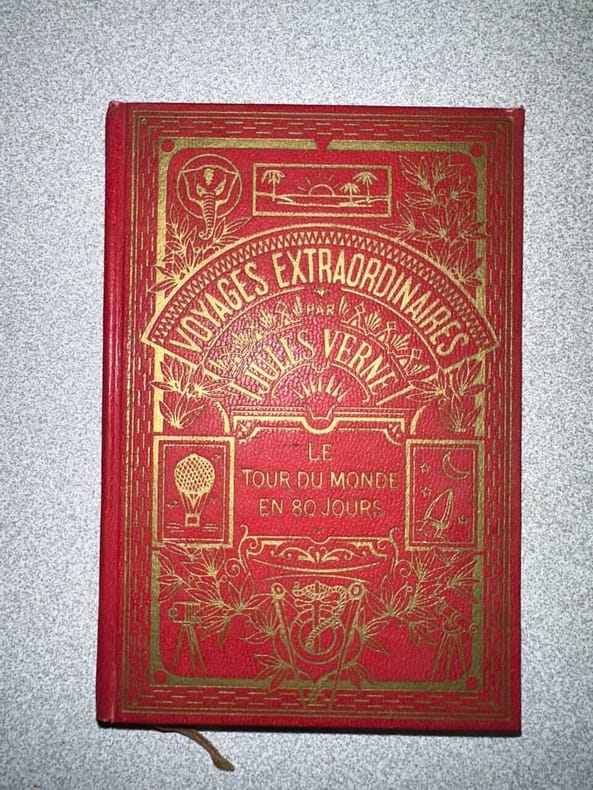 VOYAGES EXTRAORDINAIRES
PAR
JULES VERNE
LE
TOUR DU MONDE
EN 80 JOURS